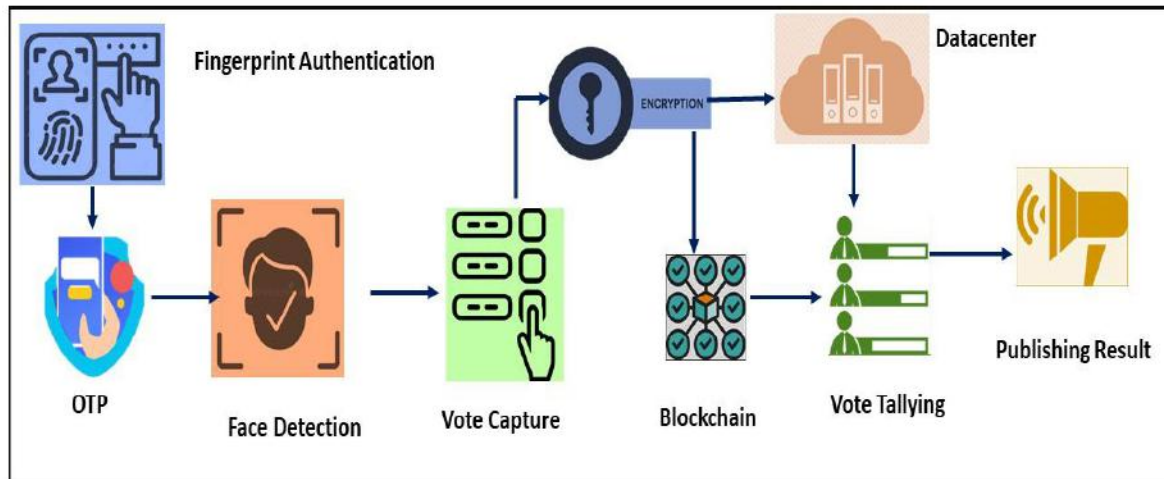 Fingerprint Authentication
ENCRYPTION
Datacenter
OTP
Face Detection
Vote Capture
Blockchain
Vote Tallying
Publishing Result